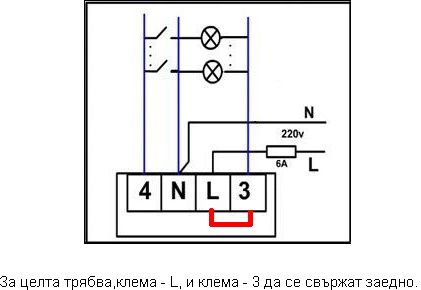 N
220v
6A
L
4 N L 3
За целта трябва,клема - L, и клема - 3 да се свържат заедно.